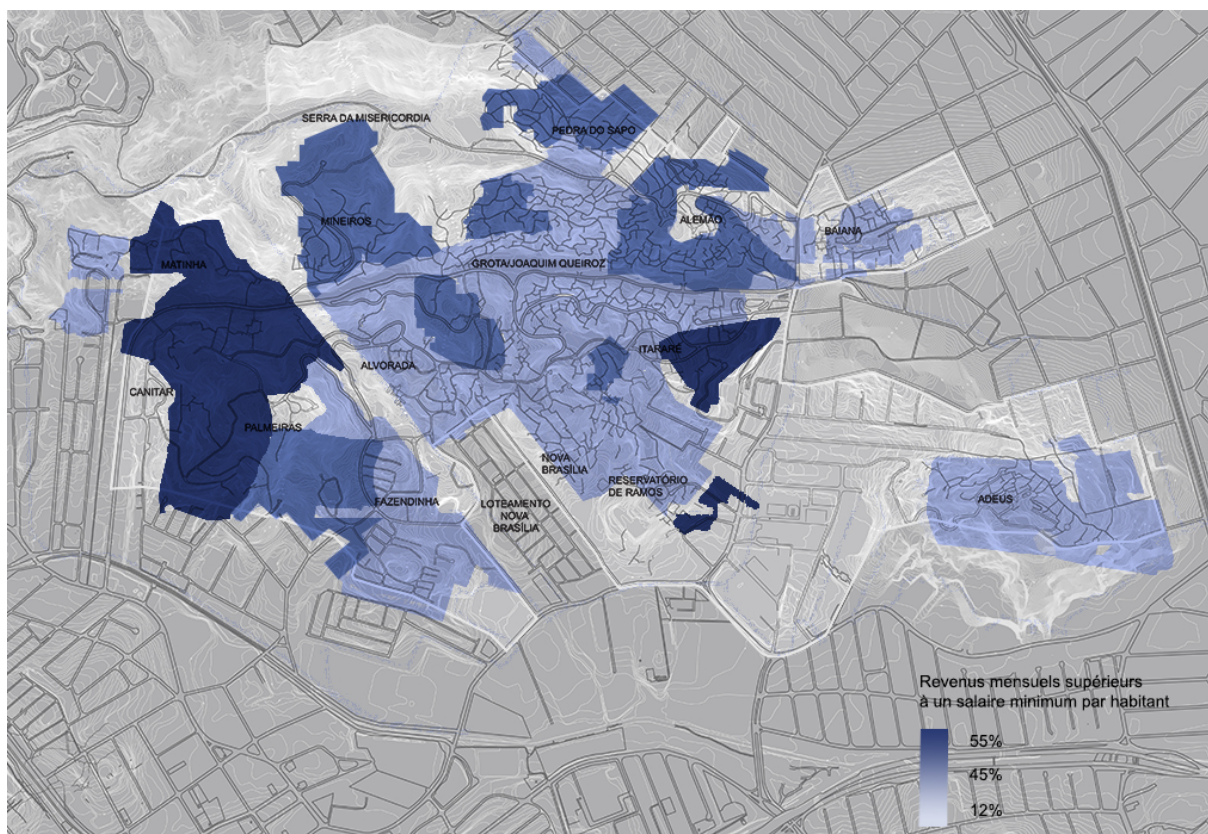 SERRA DA MISERICORDIA
PEDRA DO SAPO
MINEIROS
ALEMÃO
BAIANA
MATINHA
GROTA/JOAQUIM QUEIROZ
ITARARÉ
ALVORADA
CANITAR
PALMEIRAS
NOVA
BRASÍLIA
RESERVATÓRIO
DE RAMOS
FAZENDINHA
LOTEAMENTO
NOVA
BRASÍLIA
ADEUS
Revenus mensuels supérieurs
à un salaire minimum par habitant
55%
45%
12%